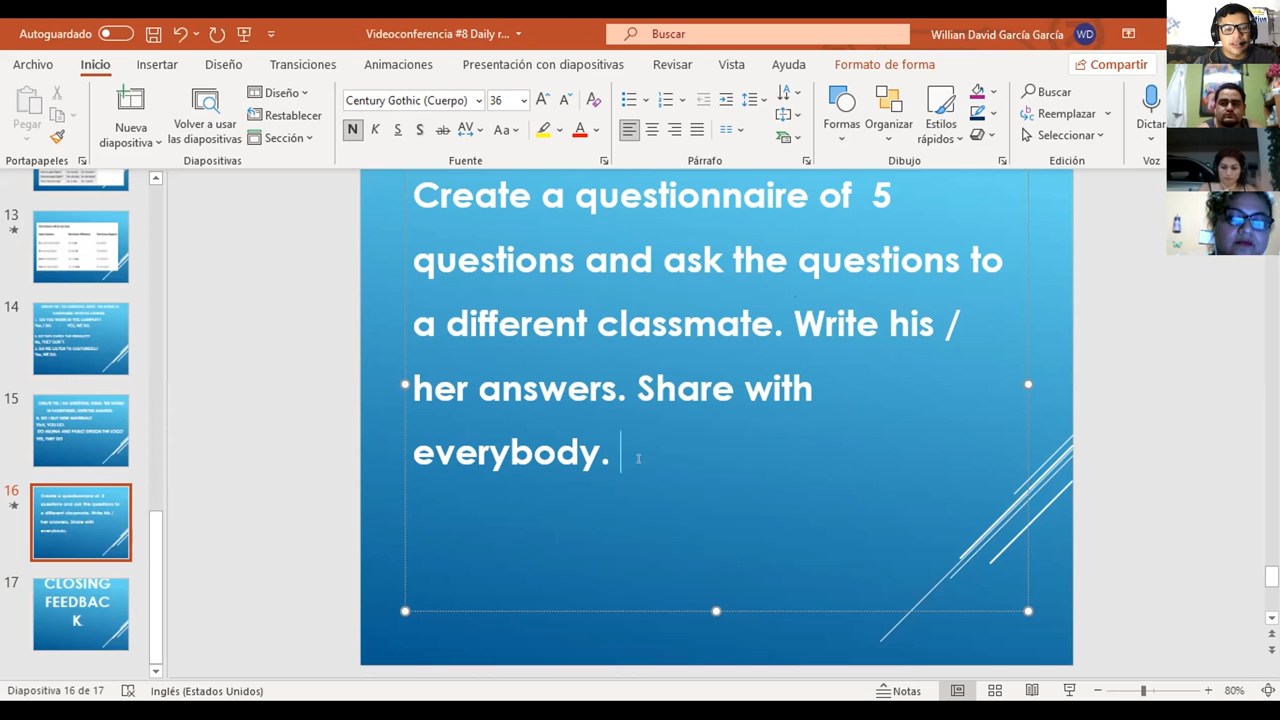 Autoguardado
Videoconferencia #8 Daily r...
Buscar
Willian David García García
WD
Archivo
Inicio
Insertar
Diseño
Transiciones
Animaciones
Presentación con diapositivas
Revisar
Vista
Ayuda
Formato de forma
Compartir
Pegar
Nueva
diapositiva
Volver a usar
las diapositivas
Diseño
Restablecer
Sección
Century Gothic (Cuerpo)
36
N
K
S
S
ab
AV
Aa
A
Formas
Organizar
Estilos
rápidos
Buscar
Reemplazar
Seleccionar
Dictar
Portapapeles
Diapositivas
Fuente
Párrafo
Dibujo
Edición
Voz
13
14
15
16
17
CLOSING
FEEDBAC
K
Create a questionnaire of 5
questions and ask the questions to
a different classmate. Write his /
her answers. Share with
everybody.
Diapositiva 16 de 17
Inglés (Estados Unidos)
Notas
80%